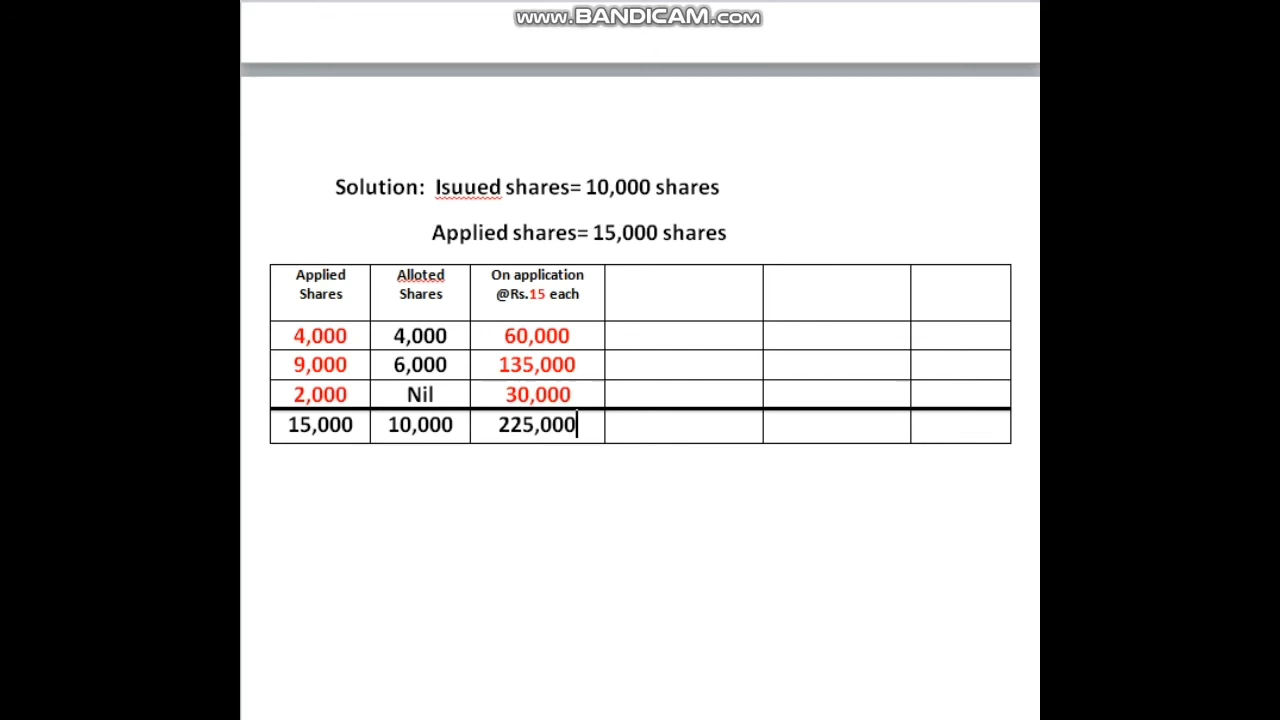 www.BANDICAM.com
Solution: Isuued shares= 10,000 shares
Applied shares= 15,000 shares
Applied Shares Alloted Shares On application @Rs.15 each
4,000 4,000 60,000
9,000 6,000 135,000
2,000 Nil 30,000
15,000 10,000 225,000